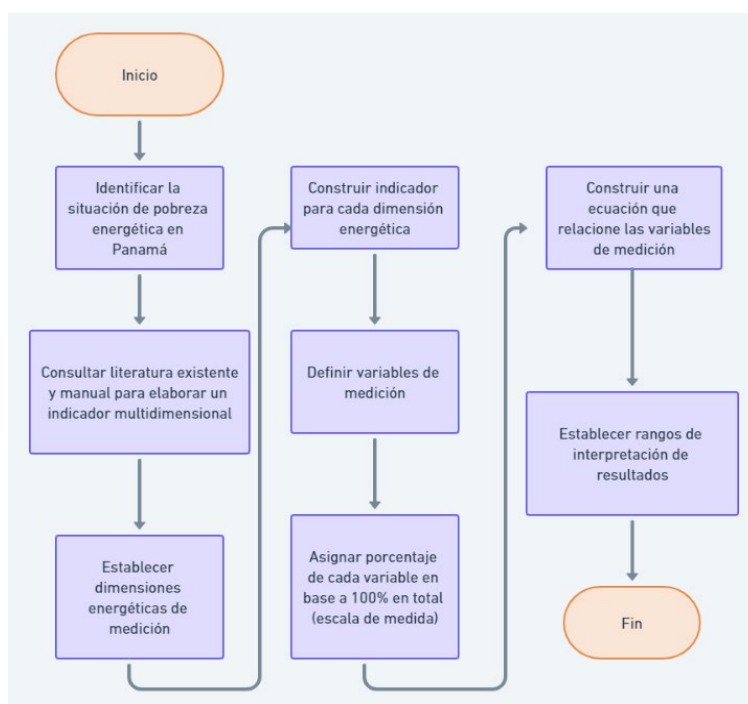 Inicio
Identificar la
situación de pobreza
energética en
Panamá
Consultar literatura existente
y manual para elaborar un
indicador multidimensional
Establecer
dimensiones
energéticas de
medición
Construir indicador
para cada dimensión
energética
Definir variables de
medición
Asignar porcentaje
de cada variable en
base a 100% en total
(escala de medida)
Construir una
ecuación que
relacione las variables
de medición
Establecer rangos de
interpretación de
resultados
Fin